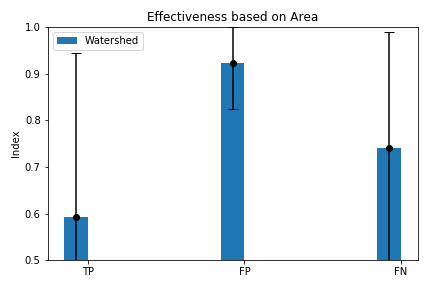 Effectiveness based on Area
Watershed
1.0
0.9
0.8
0.7
0.6
0.5
Index
TP
FP
FN